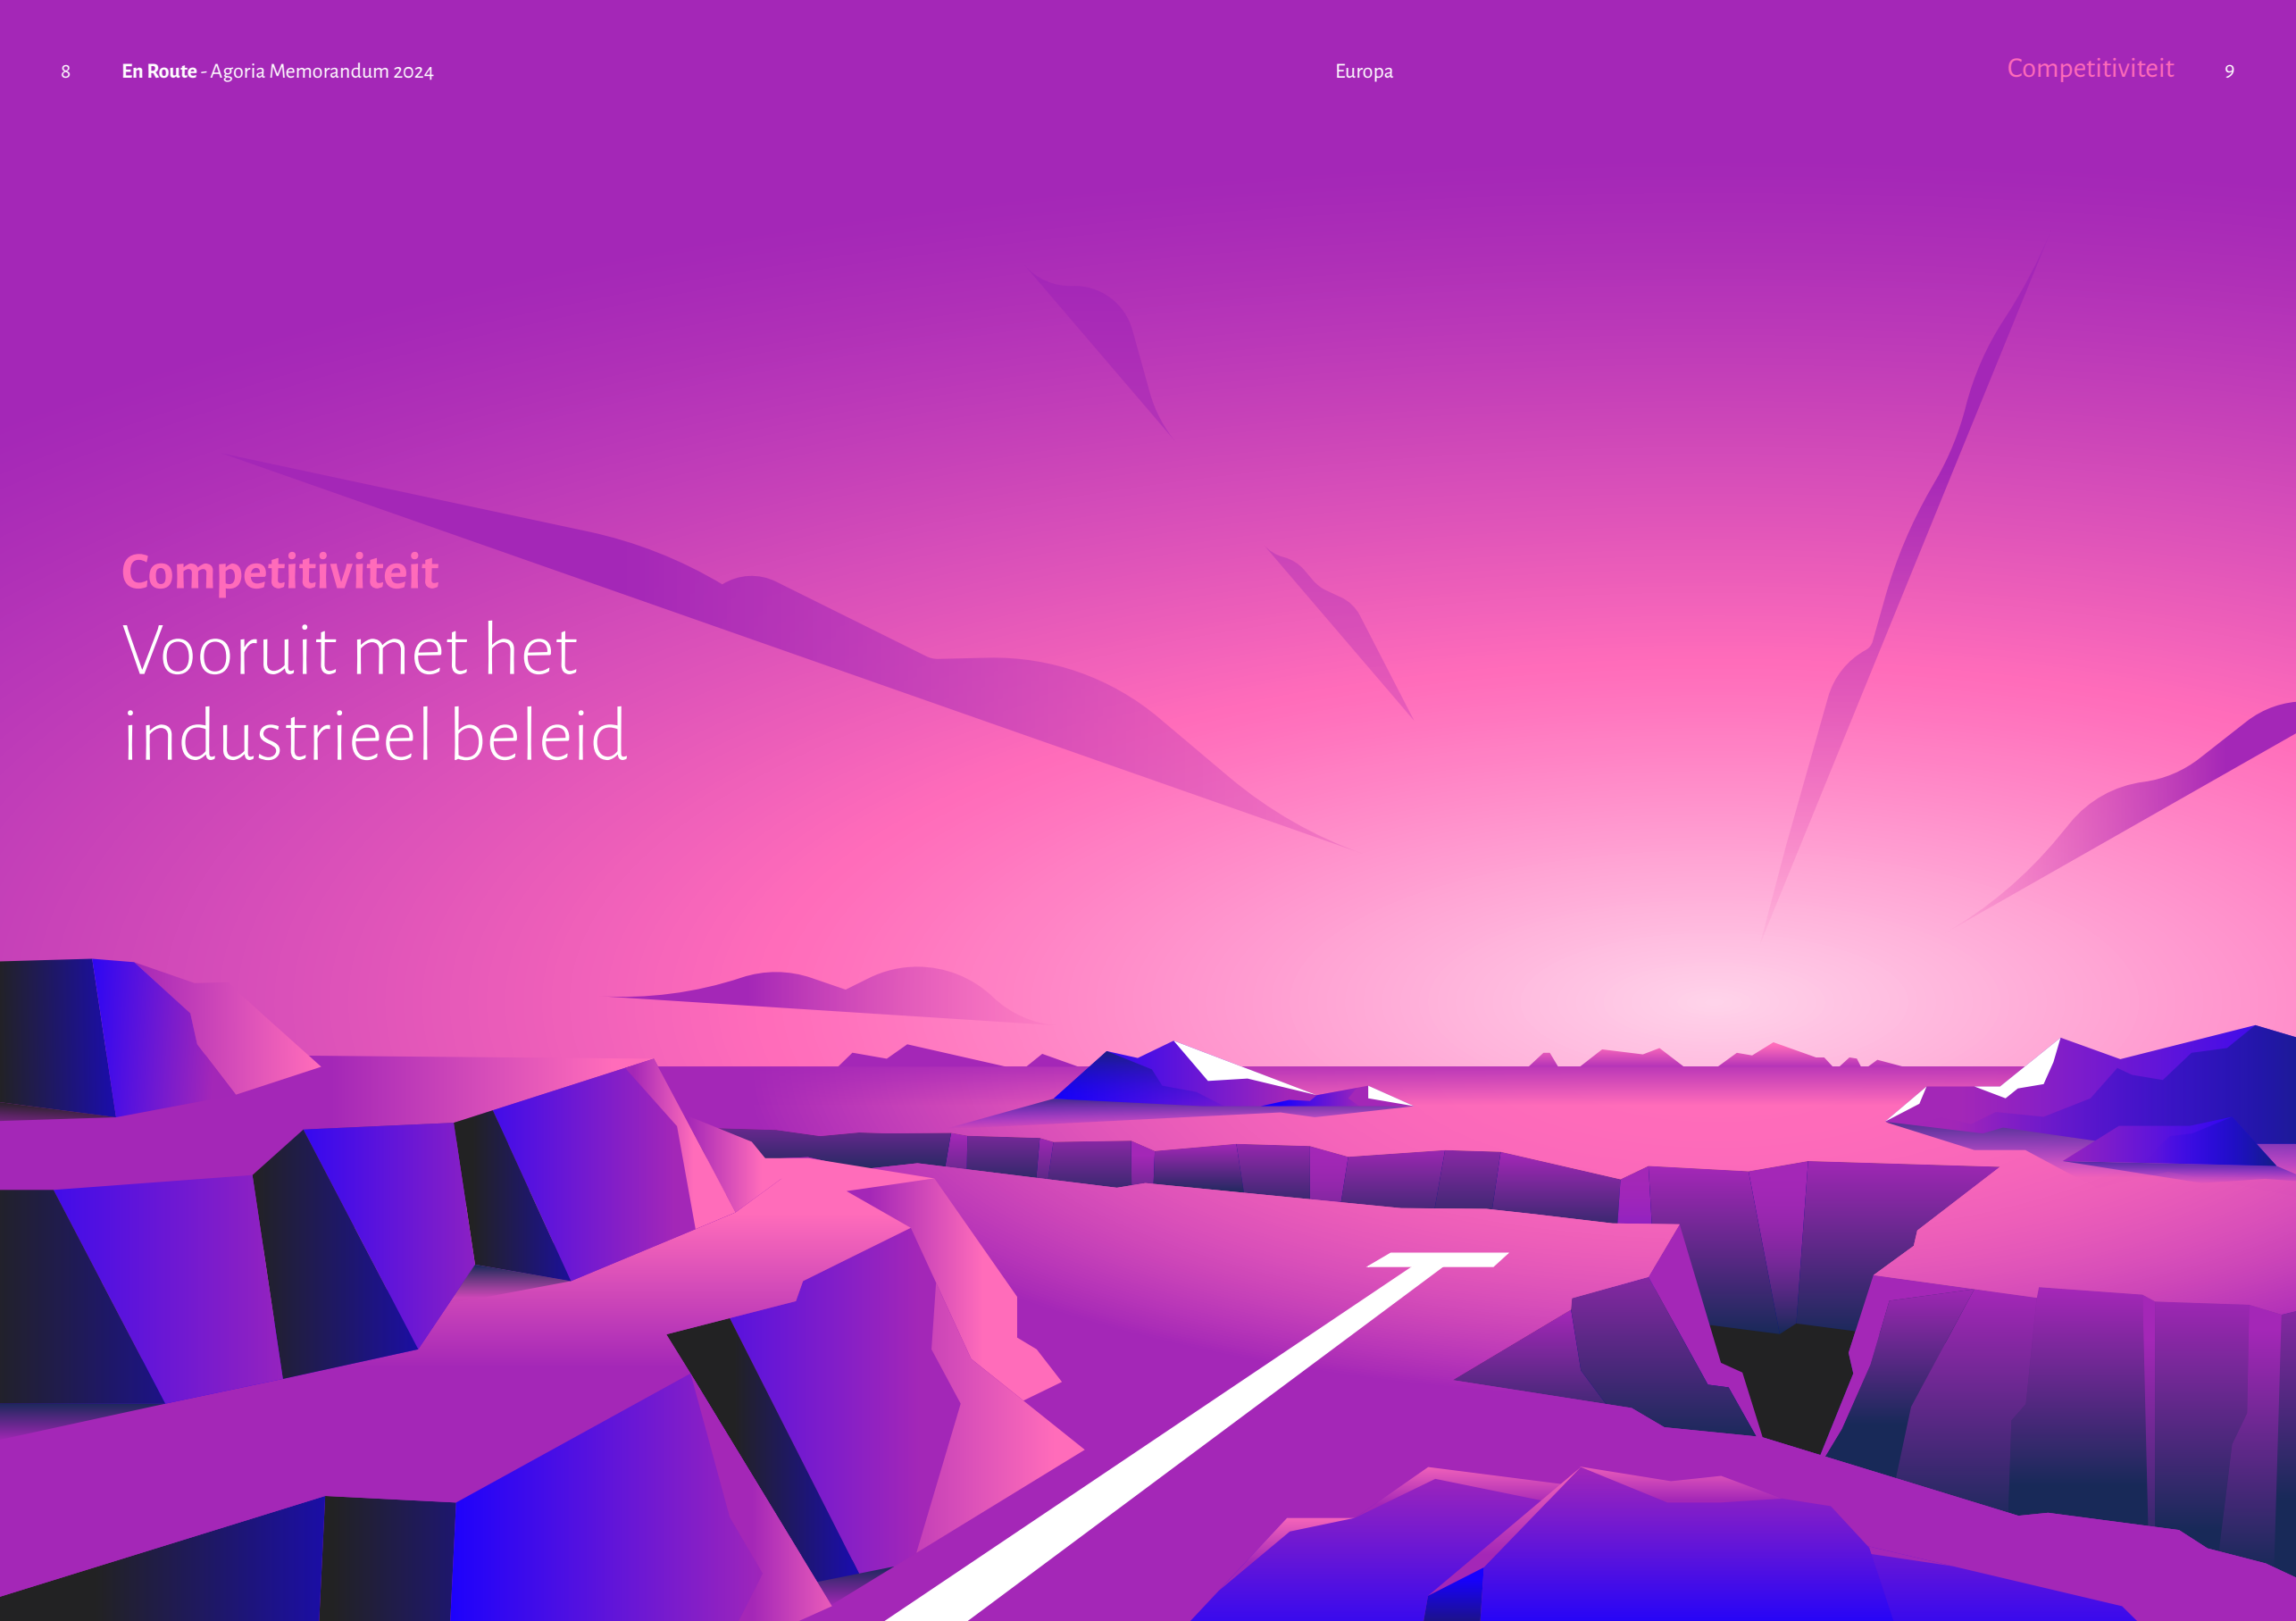 8 En Route - Agoria Memorandum 2024 Europa Competitiviteit 9
Competitiviteit
Vooruit met het
industrieel beleid